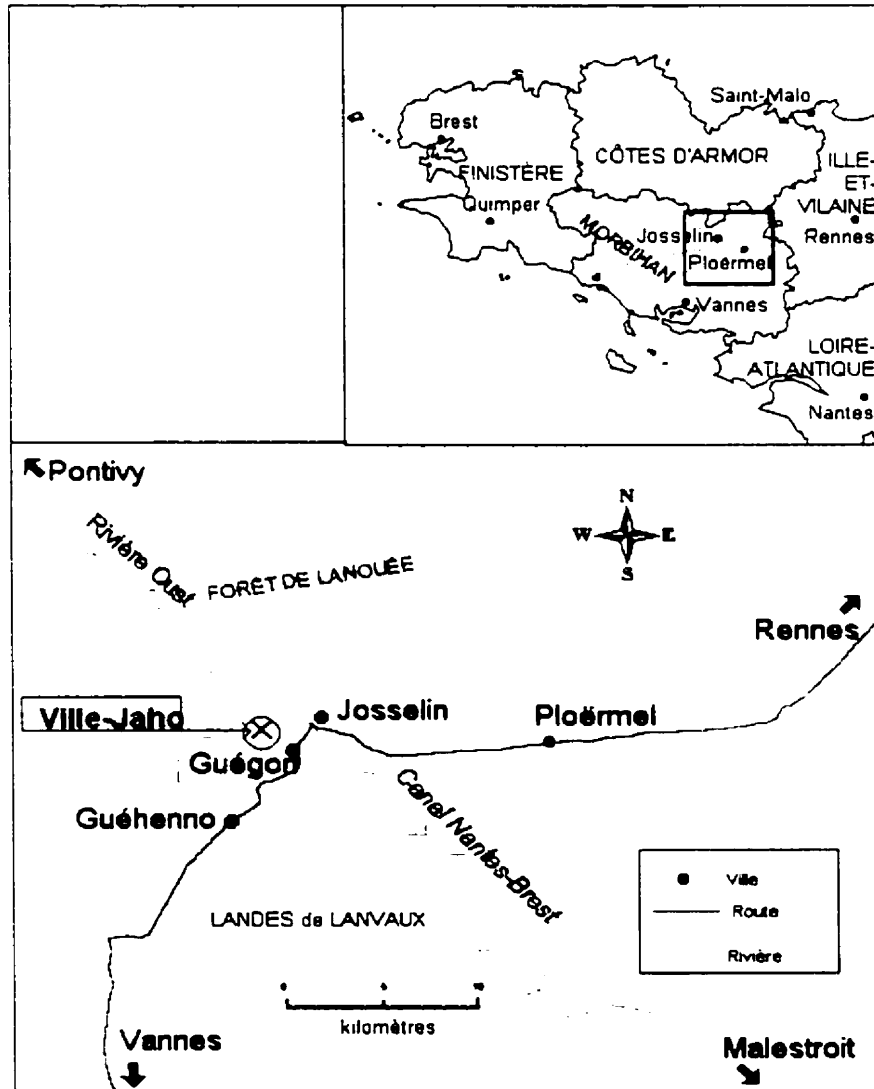 Saint-Malo
Brest
CÔTES D'ARMOR
ILLE-
ET-
VILAINE
FINISTÈRE
Quimper
MORBIHAN
Josselin
Rennes
Ploërmel
Vannes
LOIRE-
ATLANTIQUE
Nantes
Pontivy
N
W E
S
Rivière Oust
FORÊT DE LANOUÉE
Rennes
Ville-Jaho
Josselin
Ploërmel
Guégon
Guéhenno
Canal Nantes-Brest
Ville
Route
Rivière
LANDES de LANVAUX
kilomètres
Vannes
Malestroit